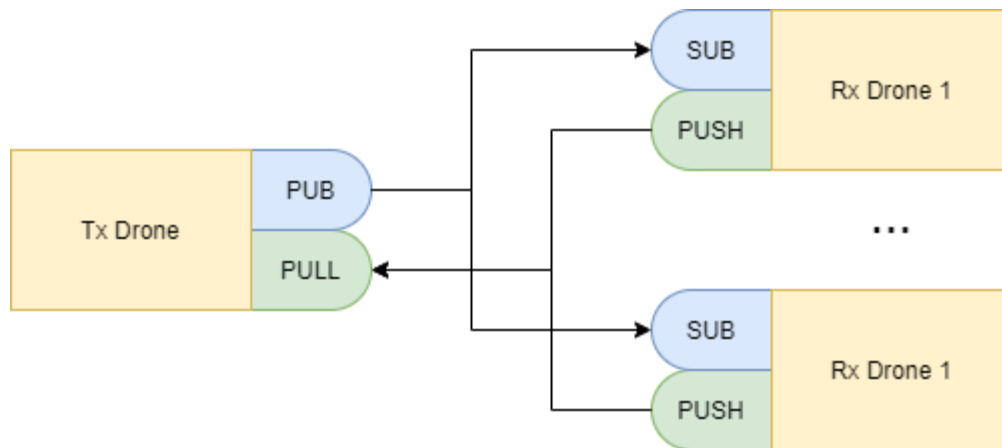 SUB
Rx Drone 1
PUSH
Tx Drone
PUB
PULL
...
SUB
Rx Drone 1
PUSH